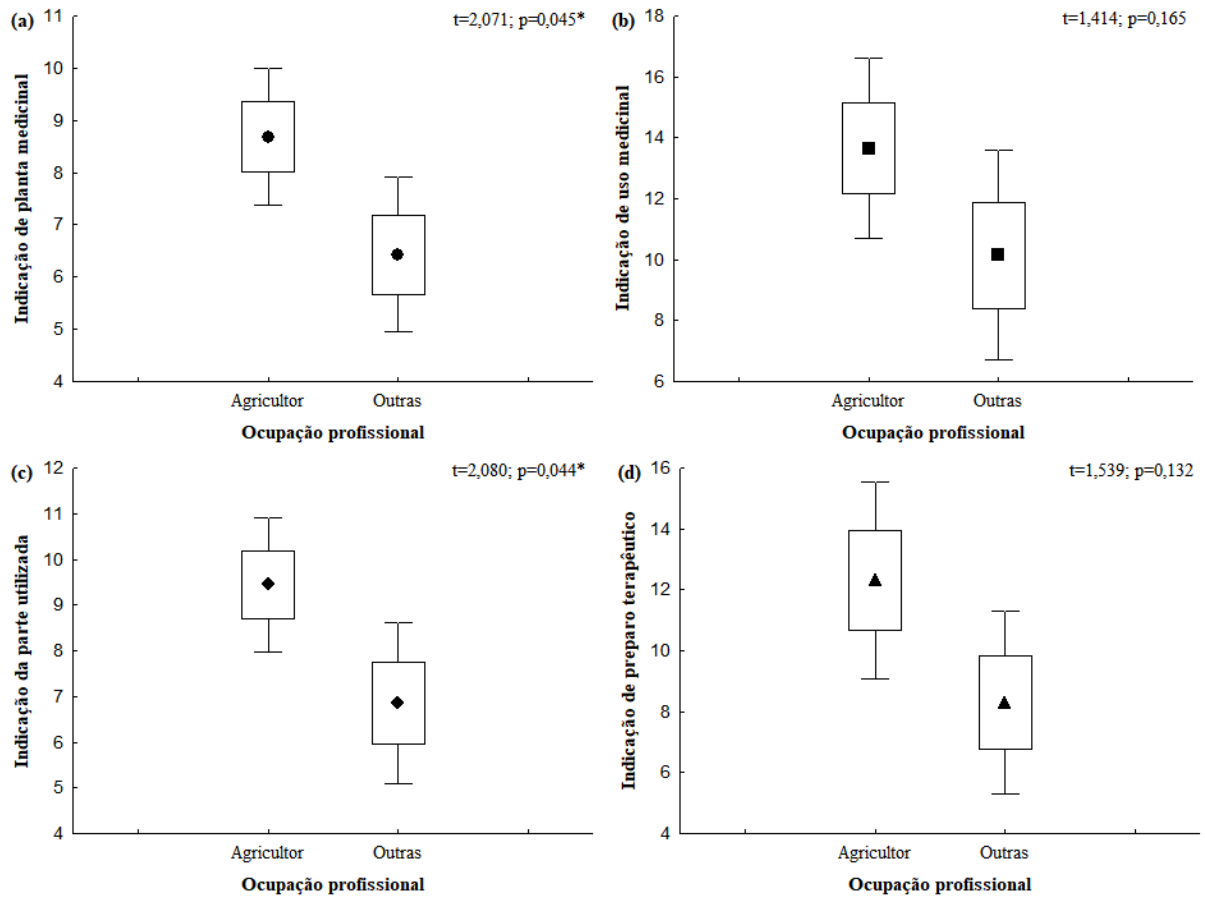 (a)
t=2,071; p=0,045*
Indicação de planta medicinal
11
10
9
8
7
6
5
4
Agricultor Outras
Ocupação profissional
(b)
t=1,414; p=0,165
Indicação de uso medicinal
18
16
14
12
10
8
6
Agricultor Outras
Ocupação profissional
(c)
t=2,080; p=0,044*
Indicação da parte utilizada
12
11
10
9
8
7
6
5
4
Agricultor Outras
Ocupação profissional
(d)
t=1,539; p=0,132
Indicação de preparo terapêutico
16
14
12
10
8
6
4
Agricultor Outras
Ocupação profissional